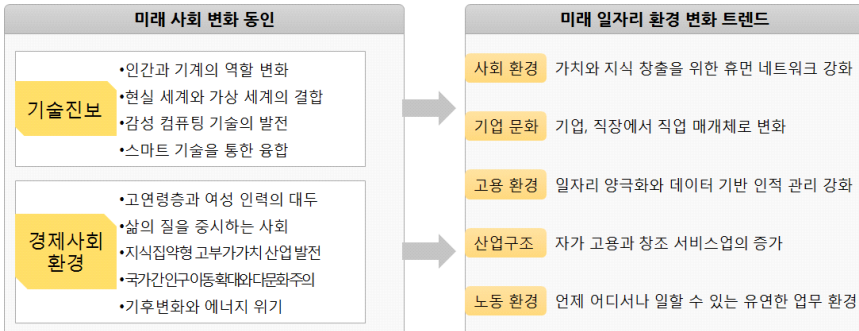 미래 사회 변화 동인
기술진보
•인간과 기계의 역할 변화
•현실 세계와 가상 세계의 결합
•감성 컴퓨팅 기술의 발전
•스마트 기술을 통한 융합
경제사회
환경
•고연령층과 여성 인력의 대두
•삶의 질을 중시하는 사회
•지식집약형 고부가가치 산업 발전
•국가간 인구 이동 확대와 다문화주의
•기후변화와 에너지 위기
미래 일자리 환경 변화 트렌드
사회 환경 가치와 지식 창출을 위한 휴먼 네트워크 강화
기업 문화 기업, 직장에서 직업 매개체로 변화
고용 환경 일자리 양극화와 데이터 기반 인적 관리 강화
산업구조 자가 고용과 창조 서비스업의 증가
노동 환경 언제 어디서나 일할 수 있는 유연한 업무 환경